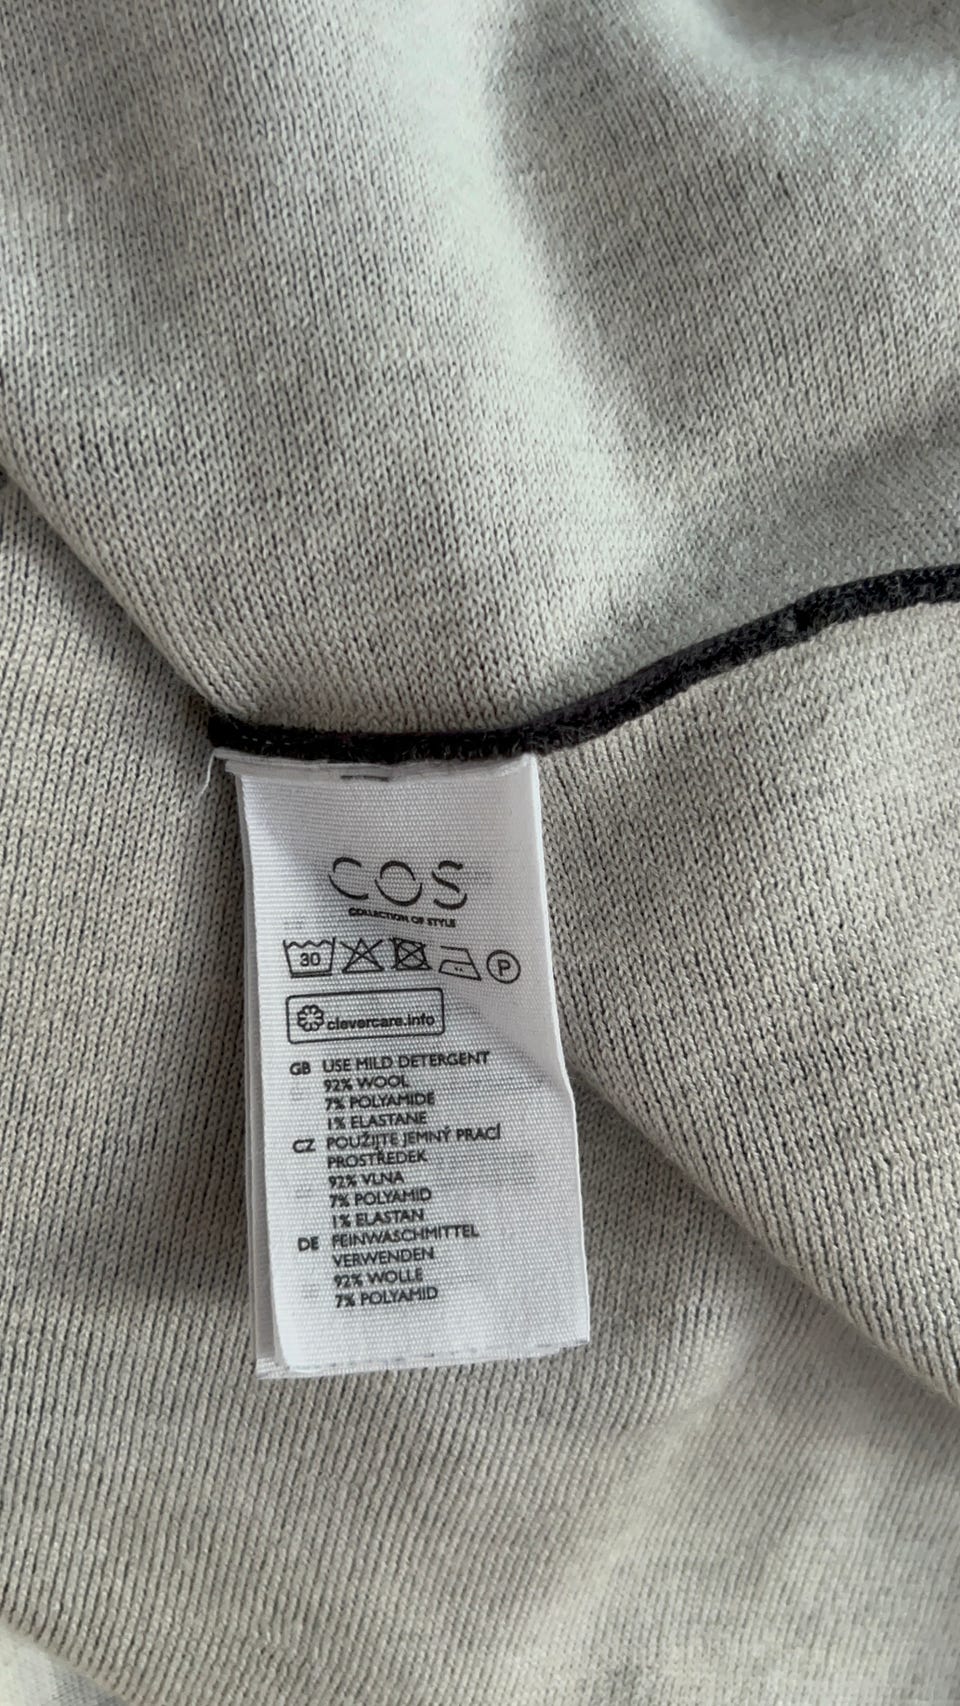 COS
COLLECTION OF STYLE
30 P
clevercare.info
GB USE MILD DETERGENT
92% WOOL
7% POLYAMIDE
1% ELASTANE
CZ POUŽIJTE JEMNÝ PRACÍ
PROSTŘEDEK
92% VLNA
7% POLYAMID
1% ELASTAN
DE FEINWASCHMITTEL
VERWENDEN
92% WOLLE
7% POLYAMID